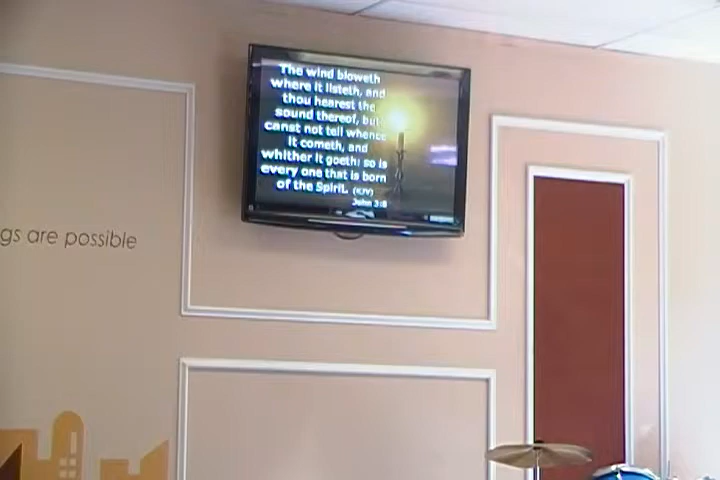 The wind bloweth
where it listeth, and
thou hearest the
sound thereof, but
canst not tell whence
it cometh, and
whither it goeth: so is
every one that is born
of the Spirit. (KJV)
John 3:8
gs are possible